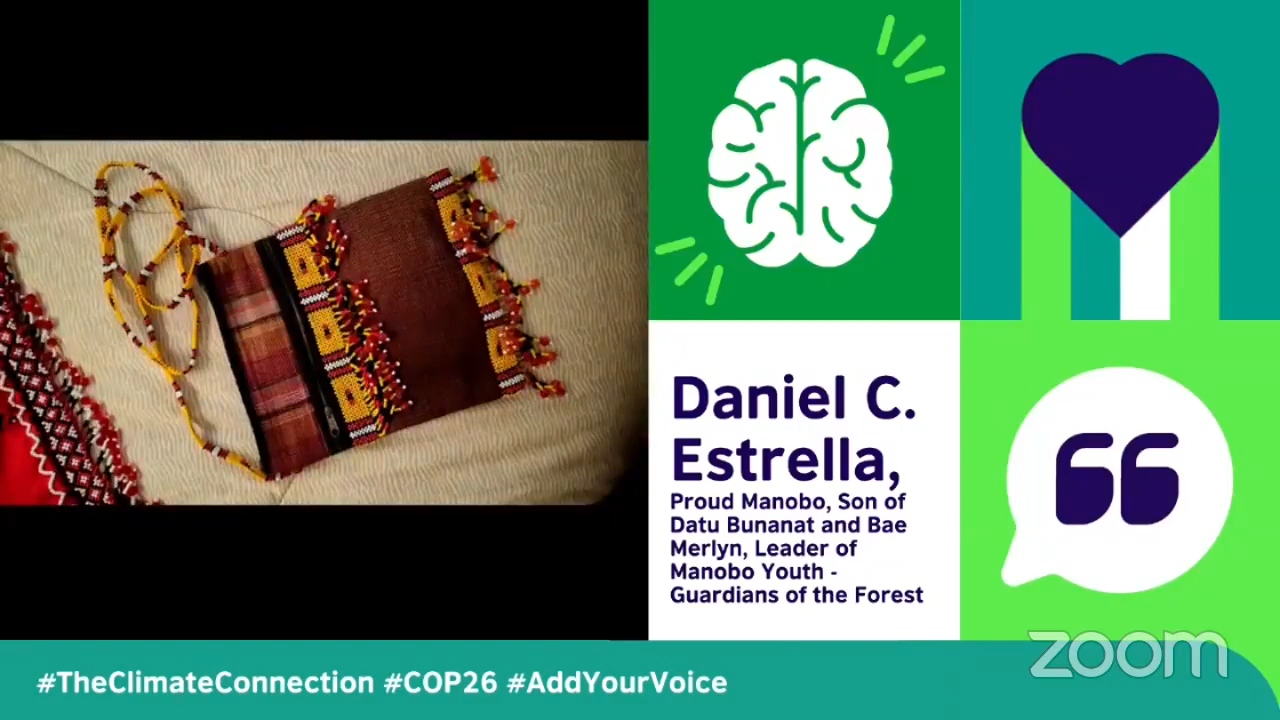 Daniel C.
Estrella,
Proud Manobo, Son of
Datu Bunanat and Bae
Merlyn, Leader of
Manobo Youth -
Guardians of the Forest
#TheClimateConnection #COP26 #AddYourVoice
zoom